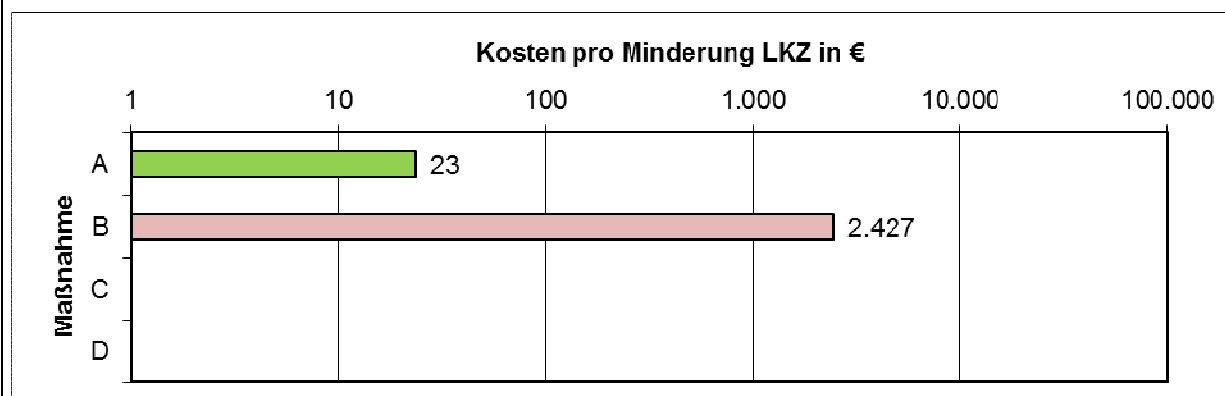 Kosten pro Minderung LKZ in €
1 10 100 1.000 10.000 100.000
Maßnahme
A 23
B 2.427
C
D